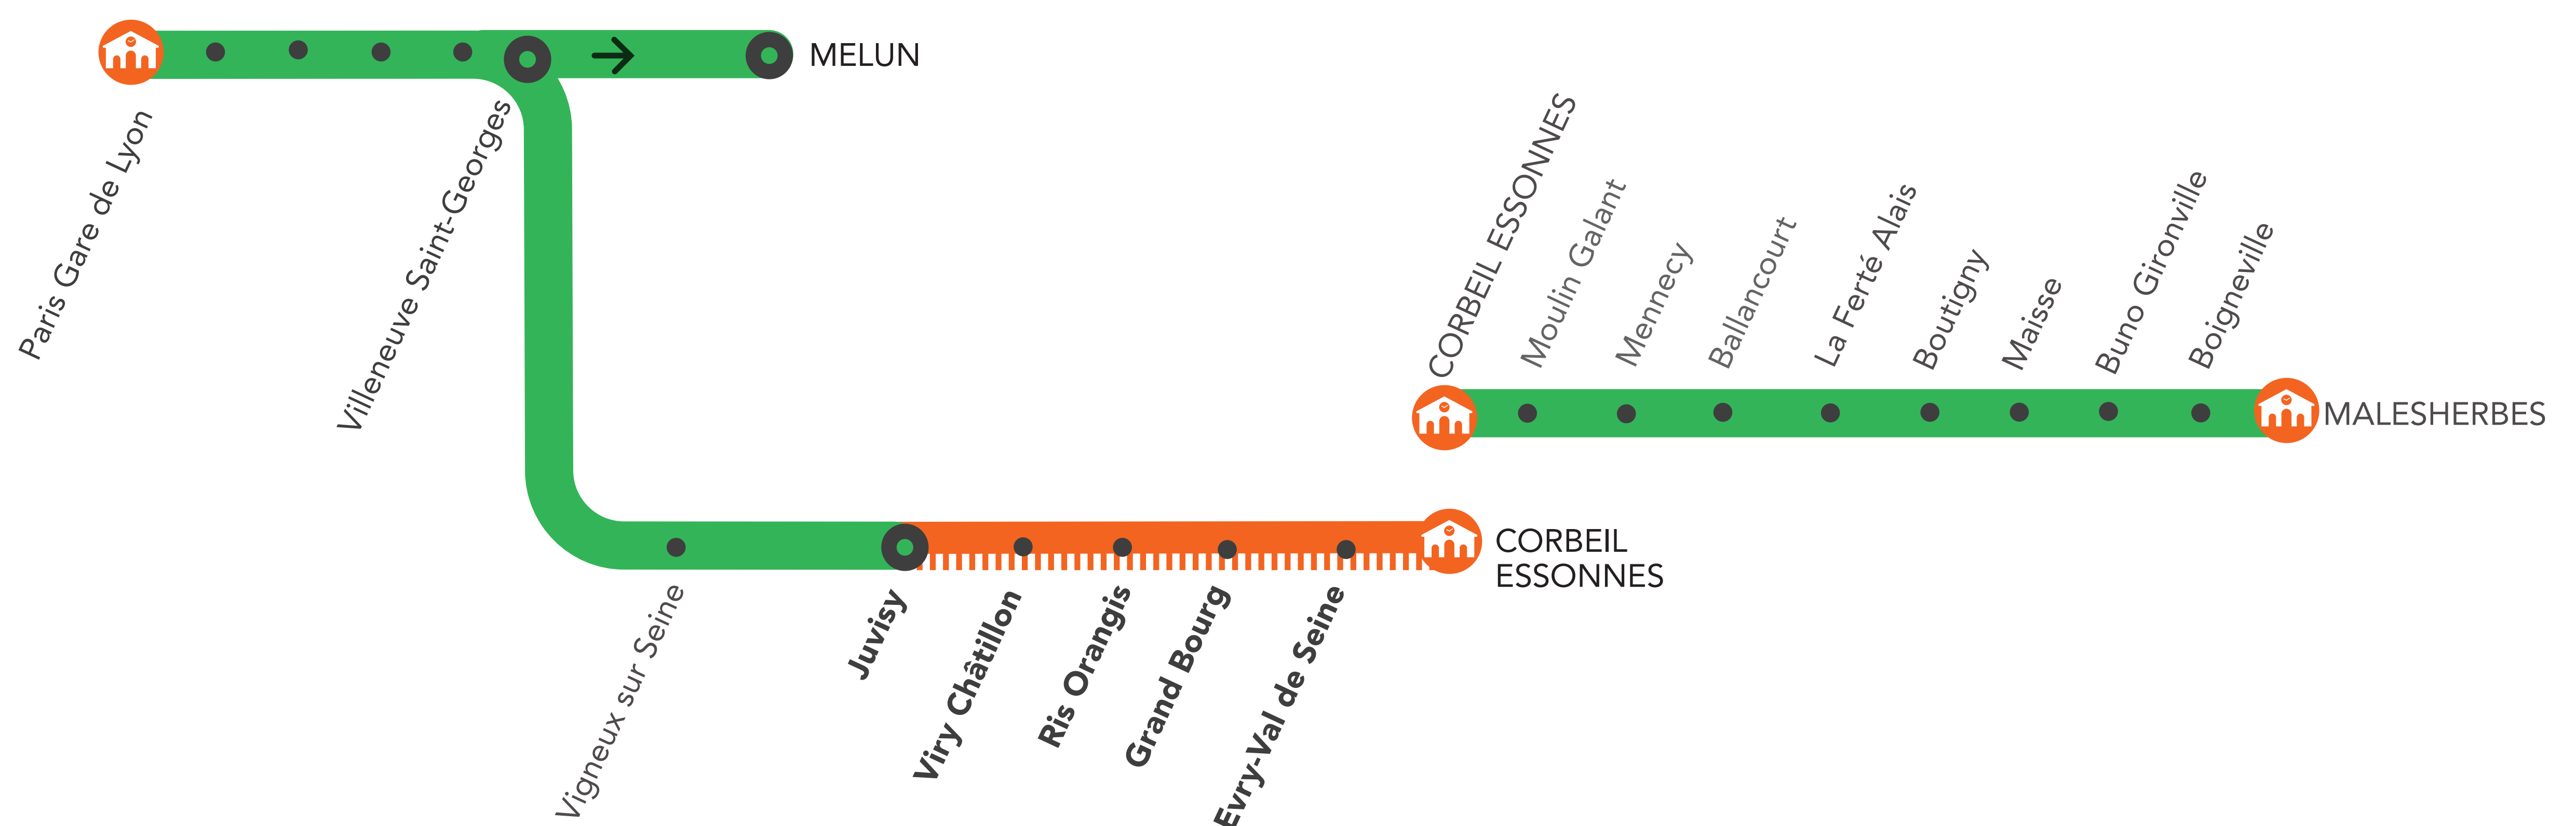 MELUN
Paris Gare de Lyon
Villeneuve Saint-Georges
CORBEIL ESSONNES
Moulin Galant
Mennecy
Ballancourt
La Ferté Alais
Boutigny
Maisse
Buno Gironville
Boigneville
MALESHERBES
CORBEIL
ESSONNES
Vigneux sur Seine
Juvisy
Viry Châtillon
Ris Orangis
Grand Bourg
Evry-Val de Seine